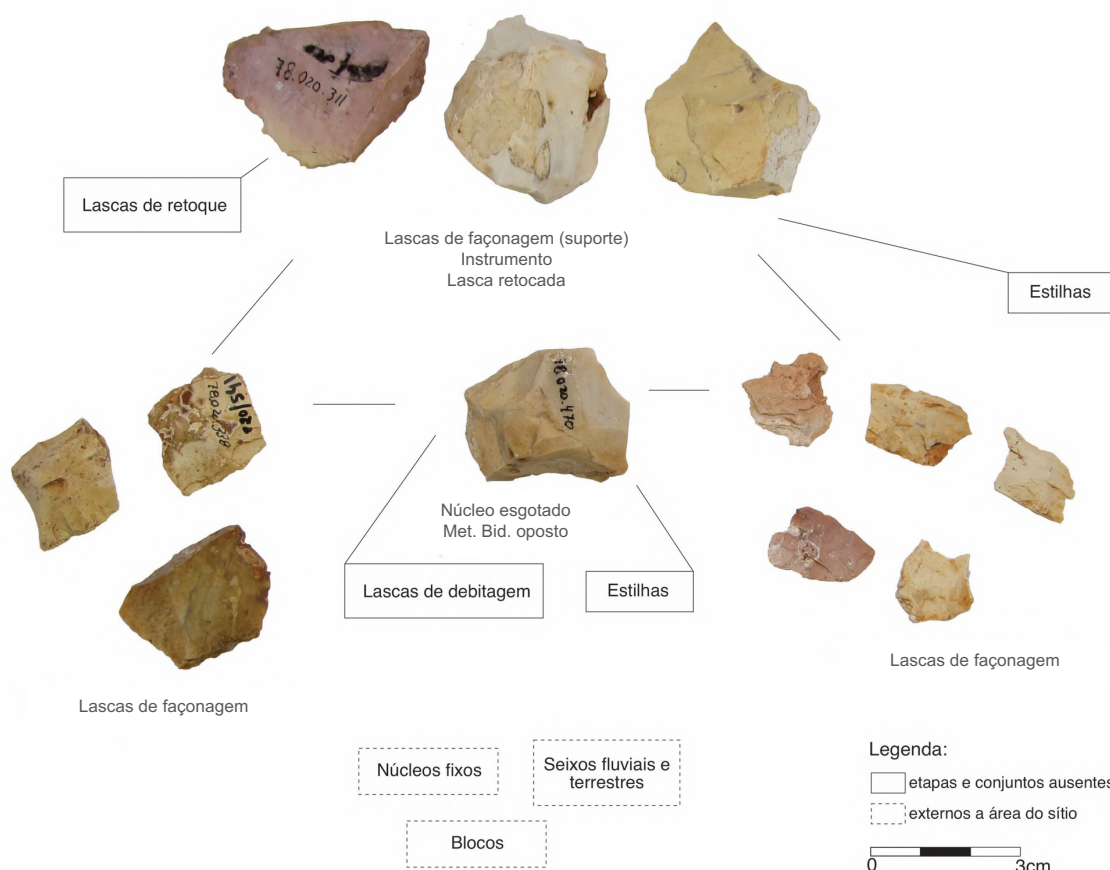 78.020.311
Lascas de retoque
Lascas de façonagem (suporte)
Instrumento
Lasca retocada
Estilhas
78.020.470
Núcleo esgotado
Met. Bid. oposto
Lascas de debitagem
Estilhas
Lascas de façonagem
Lascas de façonagem
Núcleos fixos
Seixos fluviais e
terrestres
Blocos
Legenda:
etapas e conjuntos ausentes
externos a área do sítio
0 3cm